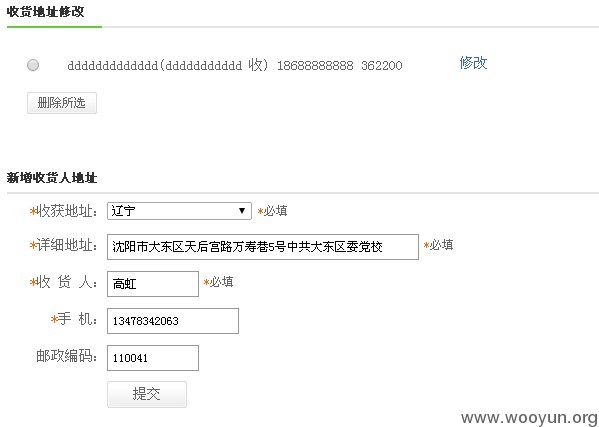 收货地址修改
ddddddddddddd(ddddddddddd 收) 18688888888 362200 修改
删除所选
新增收货人地址
*收获地址: 辽宁 *必填
*详细地址: 沈阳市大东区天后宫路万寿巷5号中共大东区委党校 *必填
*收 货 人: 高虹 *必填
*手 机: 13478342063
邮政编码: 110041
提交
www.wooyun.org